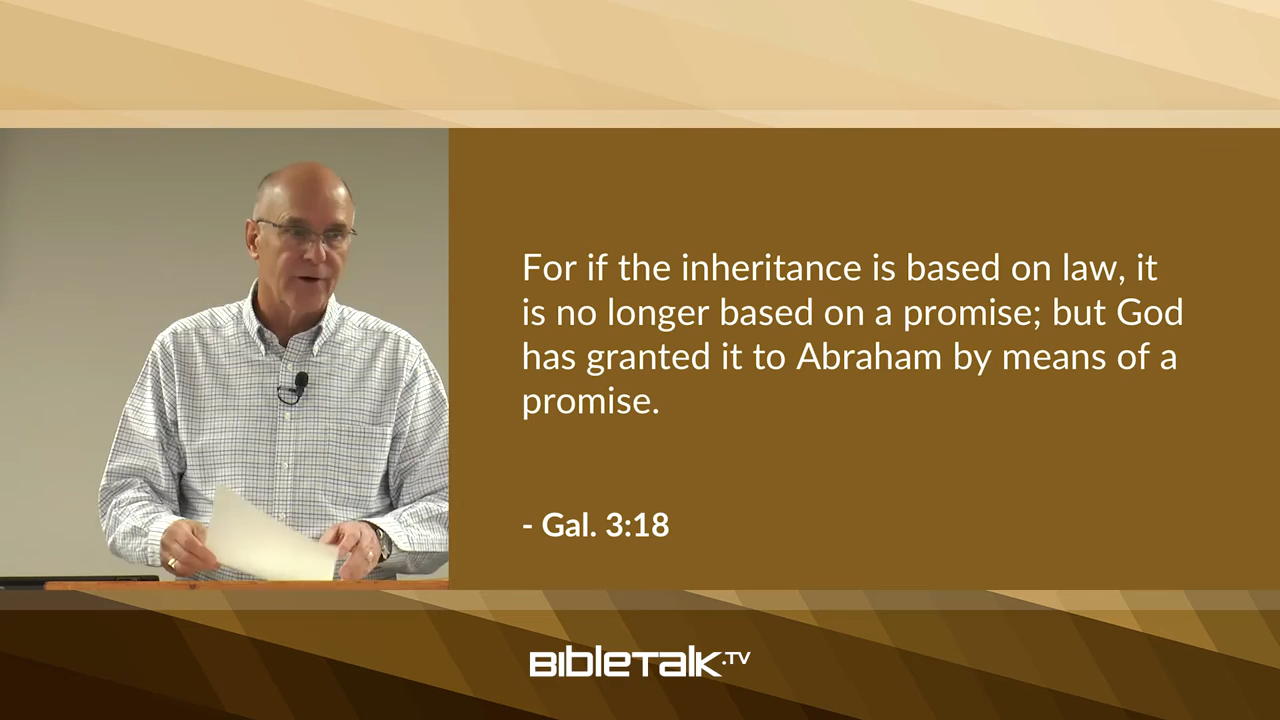 For if the inheritance is based on law, it
is no longer based on a promise; but God
has granted it to Abraham by means of a
promise.
- Gal. 3:18
BIBLETALK.TV